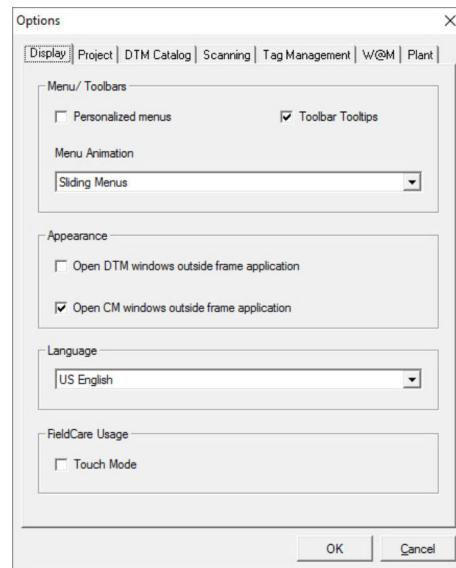 Options
Display Project DTM Catalog Scanning Tag Management W@M Plant
Menu/ Toolbars
Personalized menus Toolbar Tooltips
Menu Animation
Sliding Menus
Appearance
Open DTM windows outside frame application
Open CM windows outside frame application
Language
US English
FieldCare Usage
Touch Mode
OK Cancel